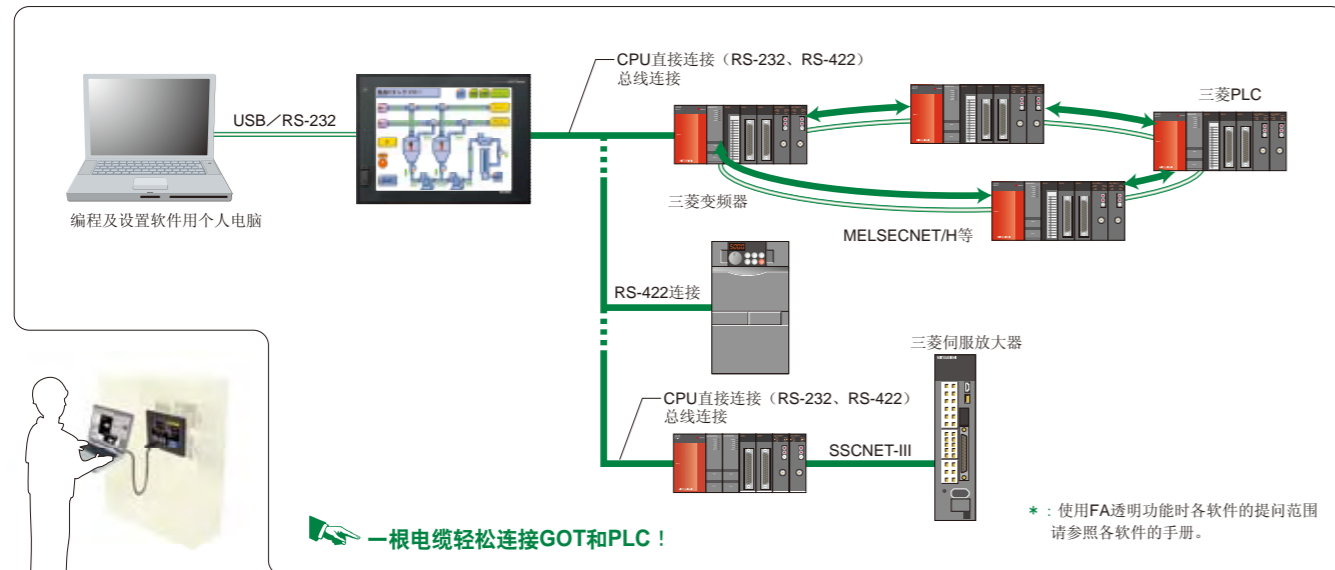 CPU直接连接（RS-232、RS-422）
总线连接
三菱PLC
USB／RS-232
编程及设置软件用个人电脑
三菱变频器
MELSECNET/H等
RS-422连接
三菱伺服放大器
CPU直接连接（RS-232、RS-422）
总线连接
SSCNET-III
一根电缆轻松连接GOT和PLC！
*：使用FA透明功能时各软件的提问范围
请参照各软件的手册。